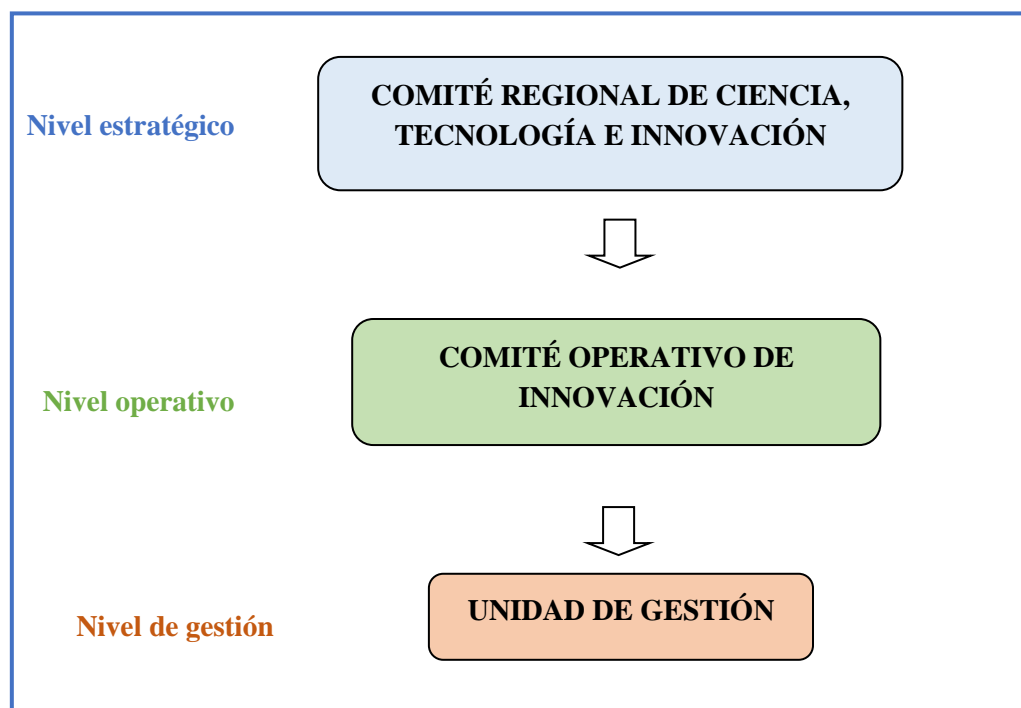 COMITÉ REGIONAL DE CIENCIA,
TECNOLOGÍA E INNOVACIÓN
Nivel estratégico
COMITÉ OPERATIVO DE
INNOVACIÓN
Nivel operativo
UNIDAD DE GESTIÓN
Nivel de gestión